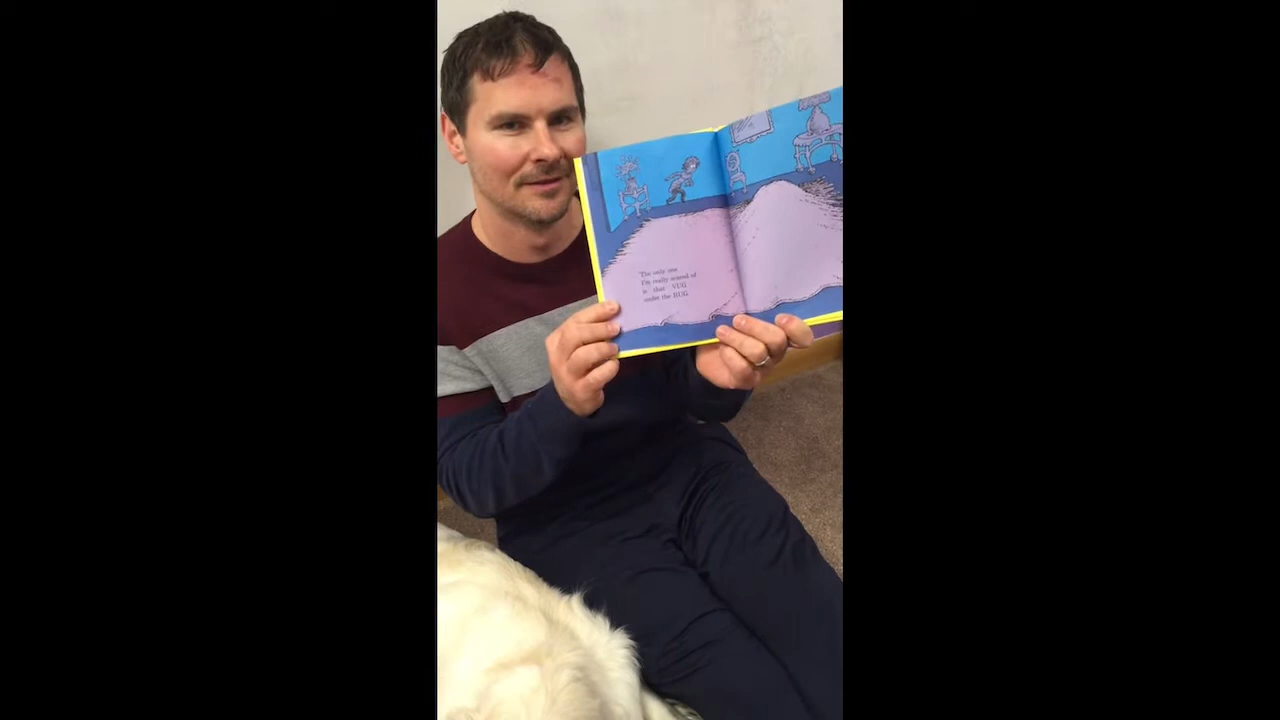 The only one
I'm really scared of
is that VUG
under the RUG.